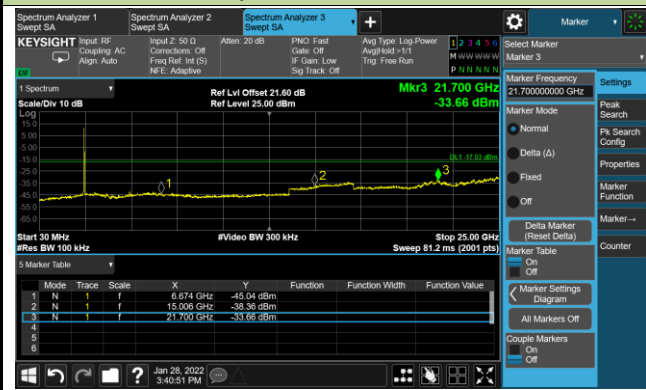 Spectrum Analyzer 1
Swept SA
Spectrum Analyzer 2
Swept SA
Spectrum Analyzer 3
Swept SA
+
Marker
KEYSIGHT
Input: RF
Coupling: AC
Align: Auto
Input Z: 50 Ω
Corrections: Off
Freq Ref: Int (S)
NFE: Adaptive
Atten: 20 dB
PNO: Fast
Gate: Off
IF Gain: Low
Sig Track: Off
Avg Type: Log-Power
Avg|Hold:>1/1
Trig: Free Run
1 2 3 4 5 6
M W W W W W
P N N N N N
Select Marker
Marker 3
1 Spectrum
Scale/Div 10 dB
Log
Ref Lvl Offset 21.60 dB
Ref Level 25.00 dBm
Mkr3 21.700 GHz
-33.66 dBm
15.0
5.00
-5.00
-15.0
-25.0
-35.0
-45.0
-55.0
-65.0
DL1 -17.03 dBm
1
2
3
Start 30 MHz
#Res BW 100 kHz
#Video BW 300 kHz
Stop 25.00 GHz
Sweep 81.2 ms (2001 pts)
5 Marker Table
Mode Trace Scale X Y Function Function Width Function Value
1 N 1 f 6.674 GHz -45.04 dBm
2 N 1 f 15.006 GHz -38.36 dBm
3 N 1 f 21.700 GHz -33.66 dBm
4
5
6
Marker Frequency
21.700000000 GHz
Marker Mode
Normal
Delta (Δ)
Fixed
Off
Delta Marker
(Reset Delta)
Marker Table
On
Off
Marker Settings
Diagram
All Markers Off
Couple Markers
On
Off
Settings
Peak
Search
Pk Search
Config
Properties
Marker
Function
Marker→
Counter
?
Jan 28, 2022
3:40:51 PM